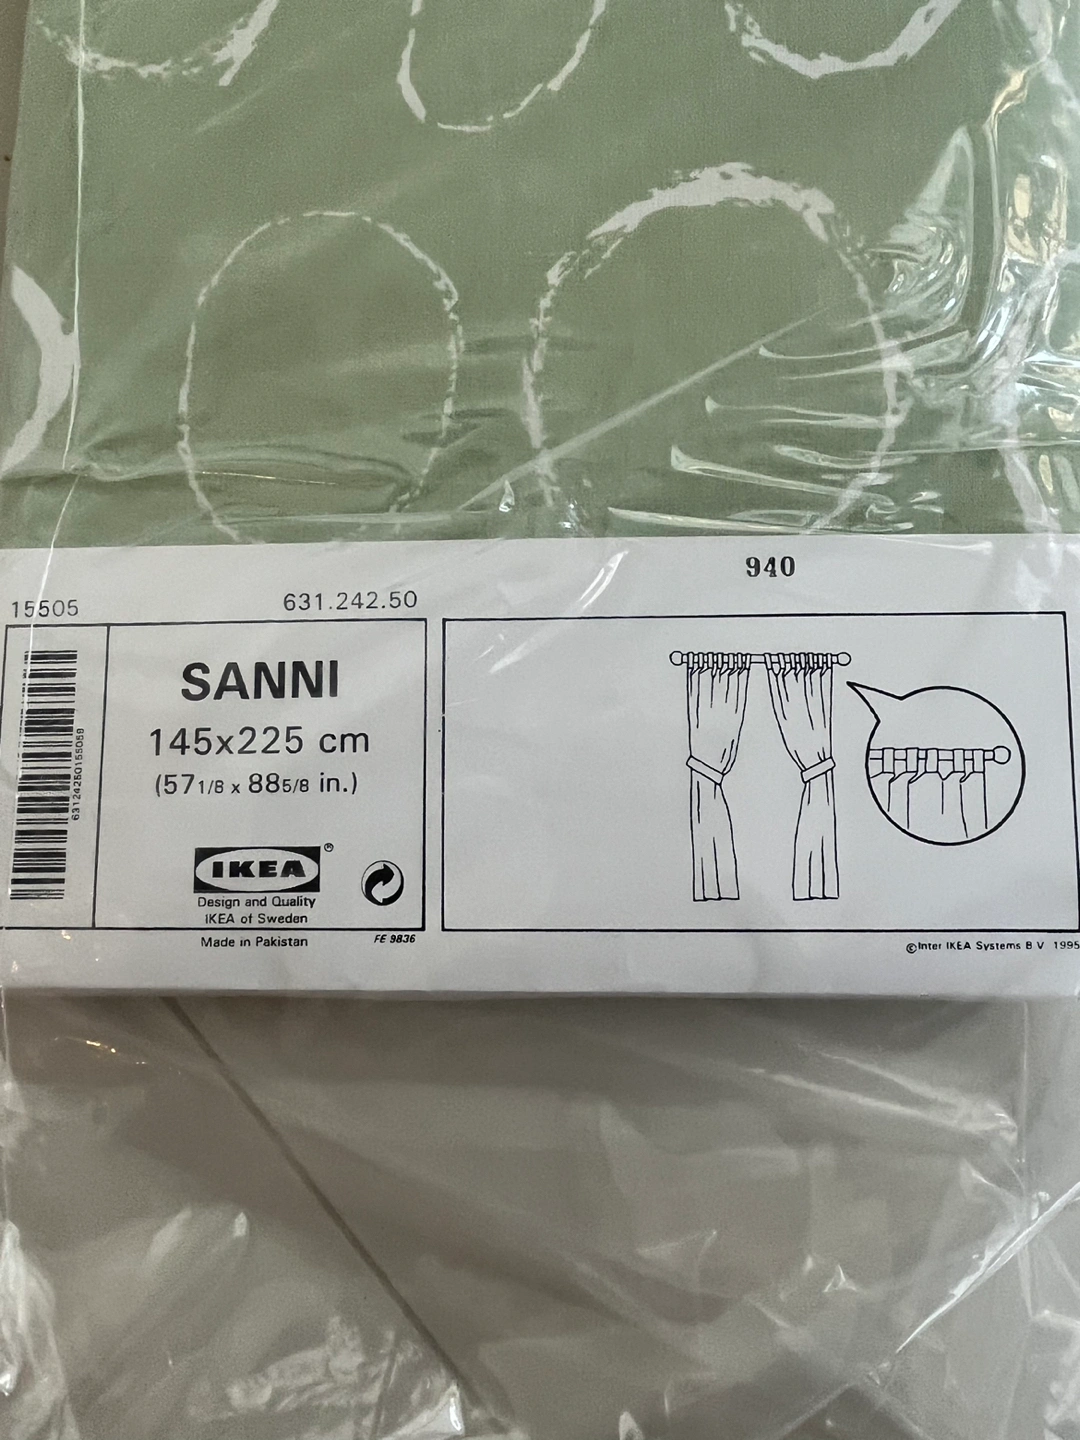 940
15505
631.242.50
63124250155059
SANNI
145x225 cm
(57 1/8 x 88 5/8 in.)
IKEA®
Design and Quality
IKEA of Sweden
Made in Pakistan
FE 9836
©Inter IKEA Systems B V 1995